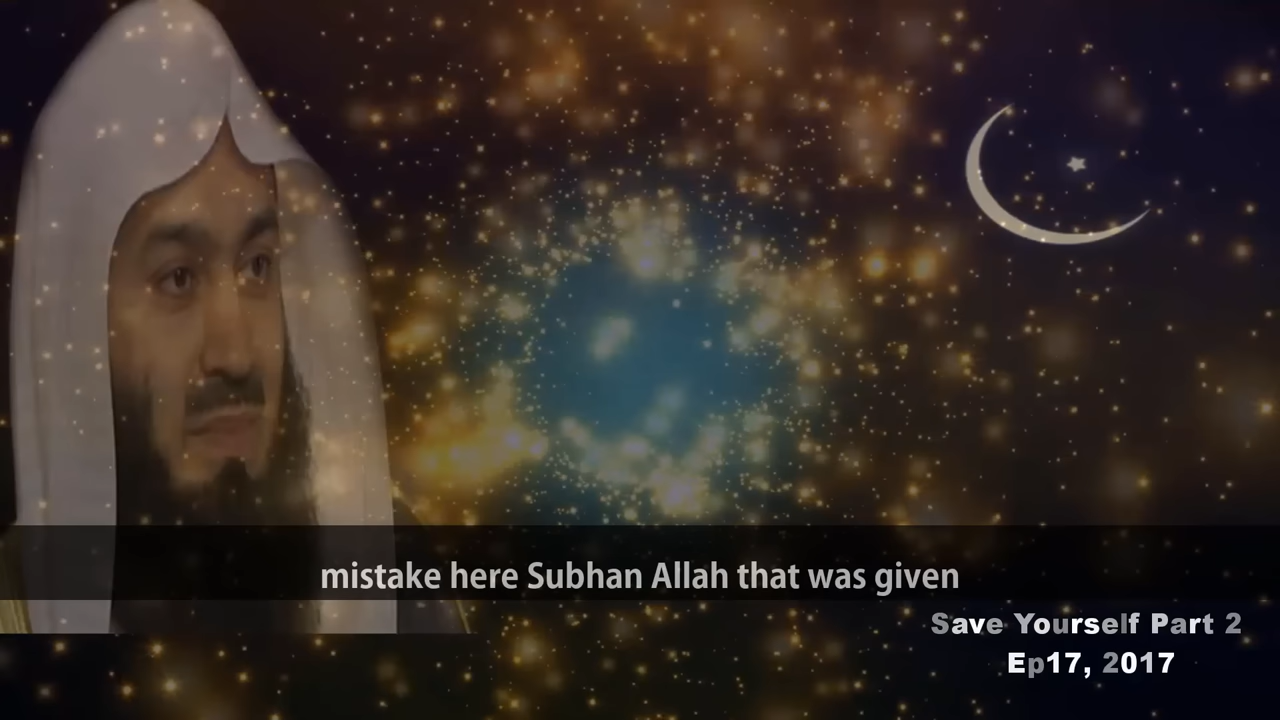 mistake here Subhan Allah that was given
Save Yourself Part 2
Ep17, 2017